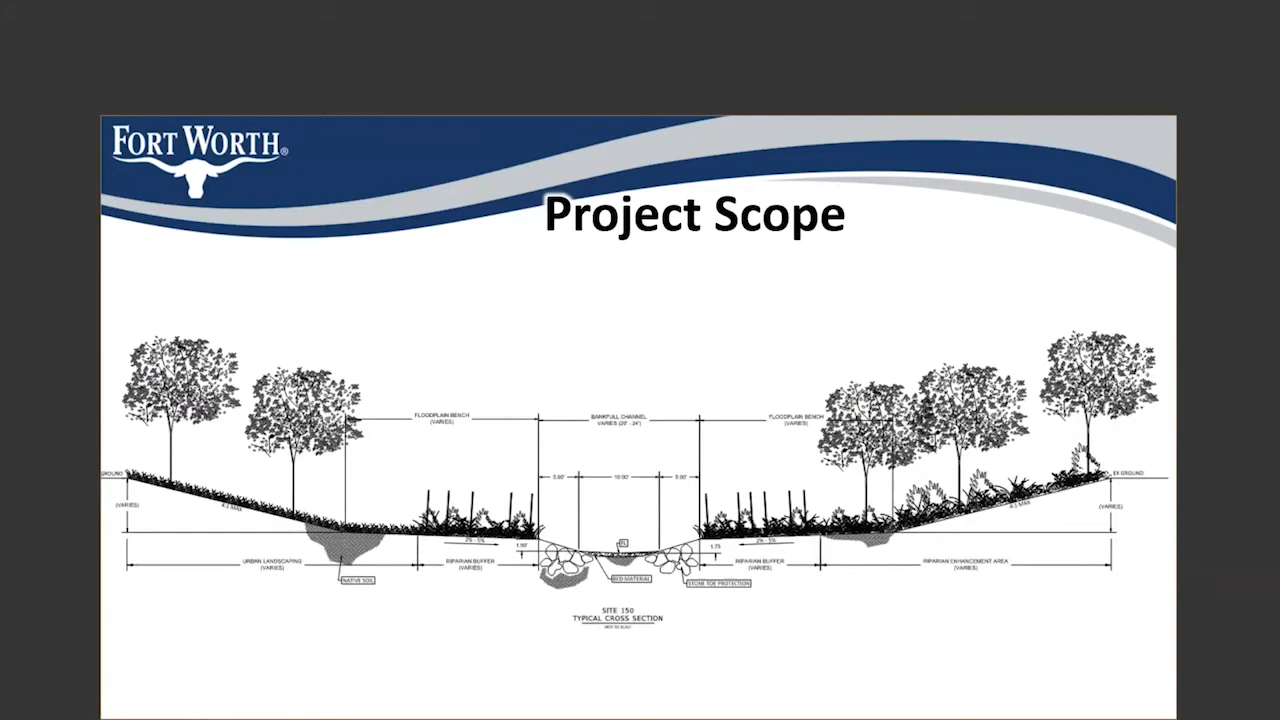 FORT WORTH®
Project Scope
FLOODPLAIN BENCH
(VARIES)
BANKFULL CHANNEL
VARIES (20' - 24')
FLOODPLAIN BENCH
(VARIES)
5.00'
10.00'
5.00'
GROUND
EX GROUND
(VARIES)
4:1 MAX
4:1 MAX
(VARIES)
2% - 5%
1.50'
1.75
2% - 5%
URBAN LANDSCAPING
(VARIES)
RIPARIAN BUFFER
(VARIES)
RIPARIAN BUFFER
(VARIES)
RIPARIAN ENHANCEMENT AREA
(VARIES)
NATIVE SOIL
BED MATERIAL
STONE TOE PROTECTION
SITE 150
TYPICAL CROSS SECTION
NOT TO SCALE